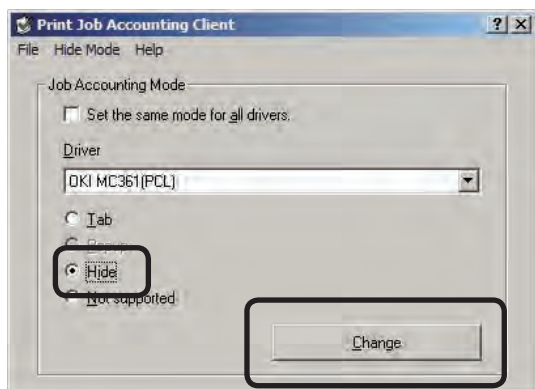 Print Job Accounting Client
File Hide Mode Help
Job Accounting Mode
Set the same mode for all drivers.
Driver
OKI MC361(PCL)
Tab
Hide
Not supported
Change